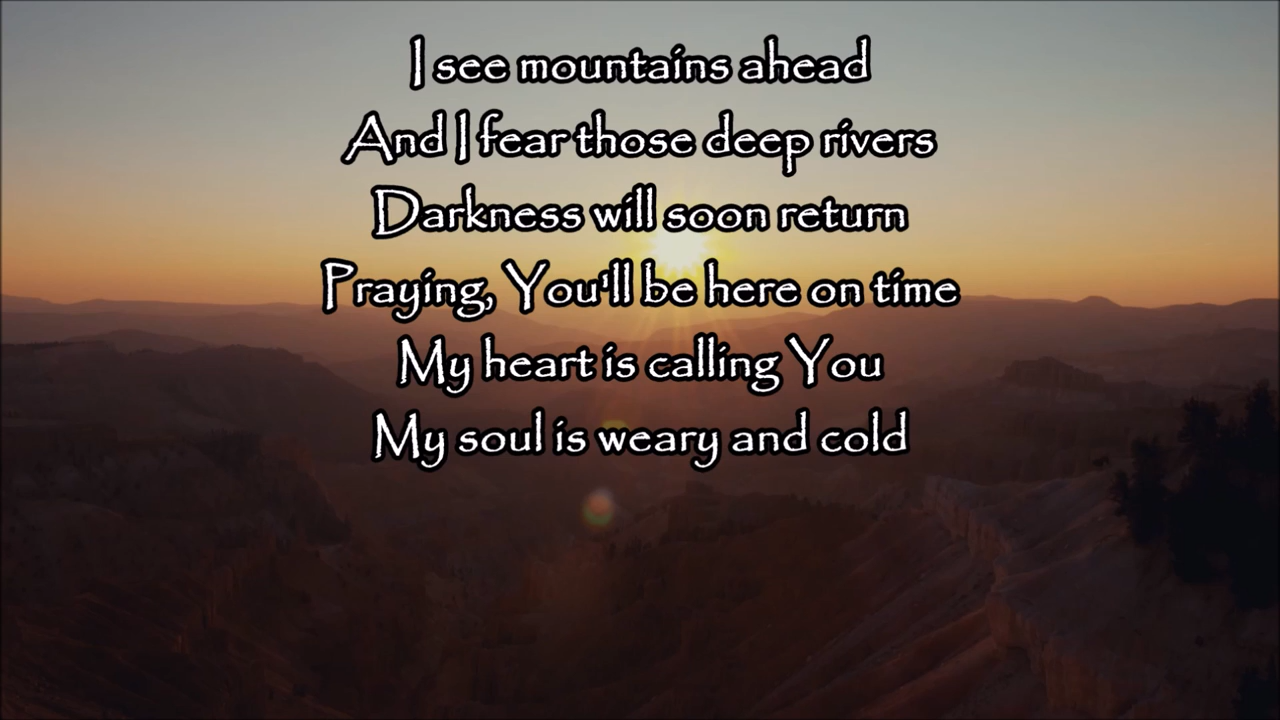 I see mountains ahead
And I fear those deep rivers
Darkness will soon return
Praying, You'll be here on time
My heart is calling You
My soul is weary and cold